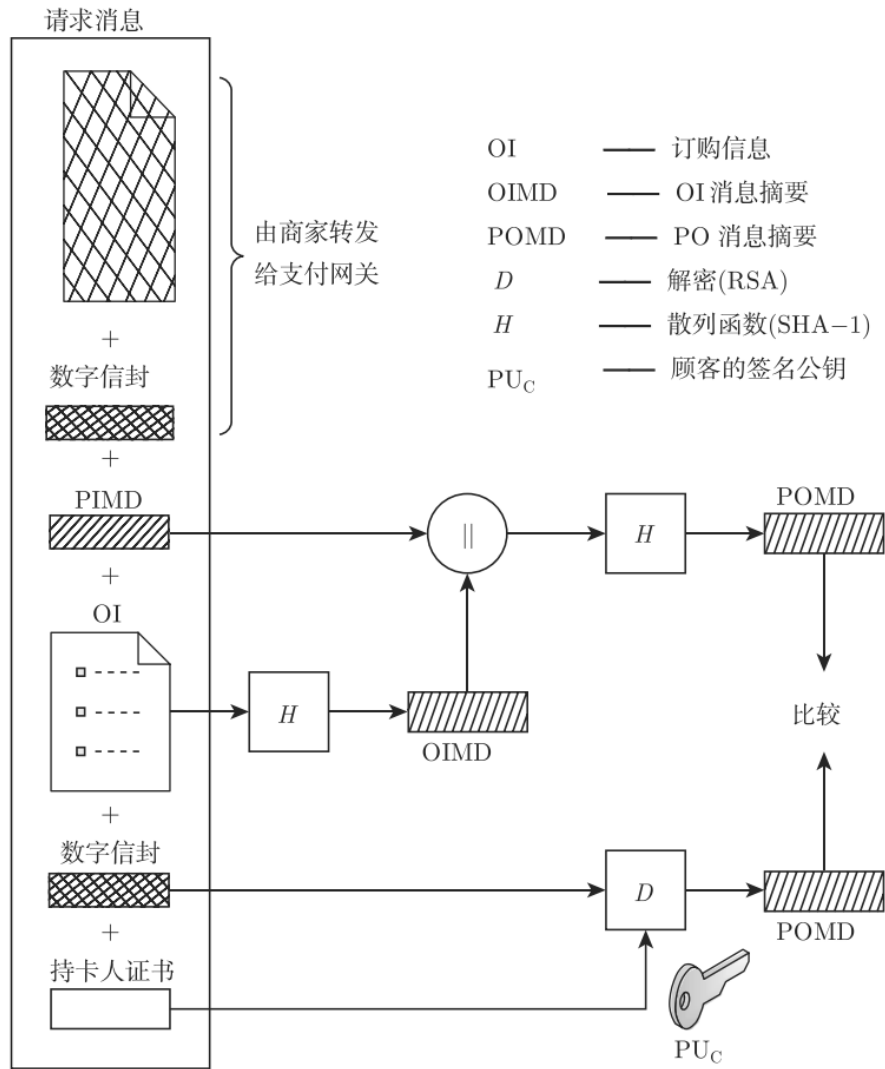 请求消息
+
数字信封
+
PIMD
+
OI
+
数字信封
+
持卡人证书
由商家转发
给支付网关
OI —— 订购信息
OIMD —— OI 消息摘要
POMD —— PO 消息摘要
D —— 解密(RSA)
H —— 散列函数(SHA-1)
PU_C —— 顾客的签名公钥
||
H
POMD
H
OIMD
比较
D
POMD
PU_C